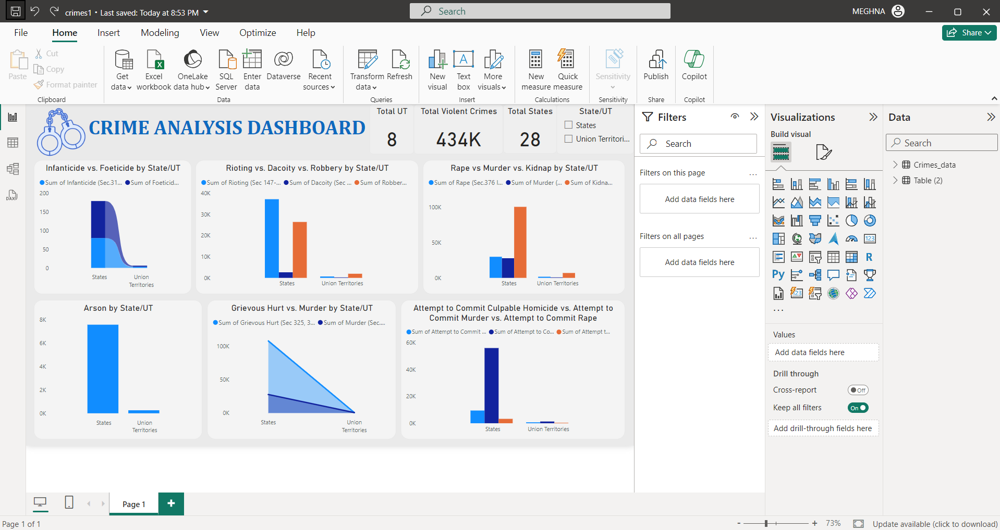 crimes1 • Last saved: Today at 8:53 PM
Search
MEGHNA
File
Home
Insert
Modeling
View
Optimize
Help
Share
Paste
Cut
Copy
Format painter
Clipboard
Get data
Excel workbook
OneLake data hub
SQL Server
Enter data
Dataverse
Recent sources
Data
Transform data
Refresh
Queries
New visual
Text box
More visuals
Insert
New measure
Quick measure
Calculations
Sensitivity
Sensitivity
Publish
Share
Copilot
Copilot
CRIME ANALYSIS DASHBOARD
Total UT
8
Total Violent Crimes
434K
Total States
28
State/UT
States
Union Territori...
Infanticide vs. Foeticide by State/UT
Sum of Infanticide (Sec.31... Sum of Foeticid...
200
150
100
50
0
States
Union Territories
Rioting vs. Dacoity vs. Robbery by State/UT
Sum of Rioting (Sec 147-... Sum of Dacoity (Sec ... Sum of Robber...
40K
30K
20K
10K
0K
States
Union Territories
Rape vs Murder vs. Kidnap by State/UT
Sum of Rape (Sec.376 I... Sum of Murder (... Sum of Kidna...
100K
50K
0K
States
Union Territories
Arson by State/UT
8K
6K
4K
2K
0K
States
Union Territories
Grievous Hurt vs. Murder by State/UT
Sum of Grievous Hurt (Sec 325, 3... Sum of Murder (Sec....
100K
50K
0K
States
Union Territories
Attempt to Commit Culpable Homicide vs. Attempt to
Commit Murder vs. Attempt to Commit Rape
Sum of Attempt to Commit ... Sum of Attempt to Co... Sum of Attempt t...
60K
40K
20K
0K
States
Union Territories
Filters
Search
Filters on this page
...
Add data fields here
Filters on all pages
...
Add data fields here
Visualizations
Build visual
123
R
Py
123
...
Values
Add data fields here
Drill through
Cross-report
Off
Keep all filters
On
Add drill-through fields here
Data
Search
Crimes_data
Table (2)
DAX
Page 1
+
Page 1 of 1
- + 73%
Update available (click to download)